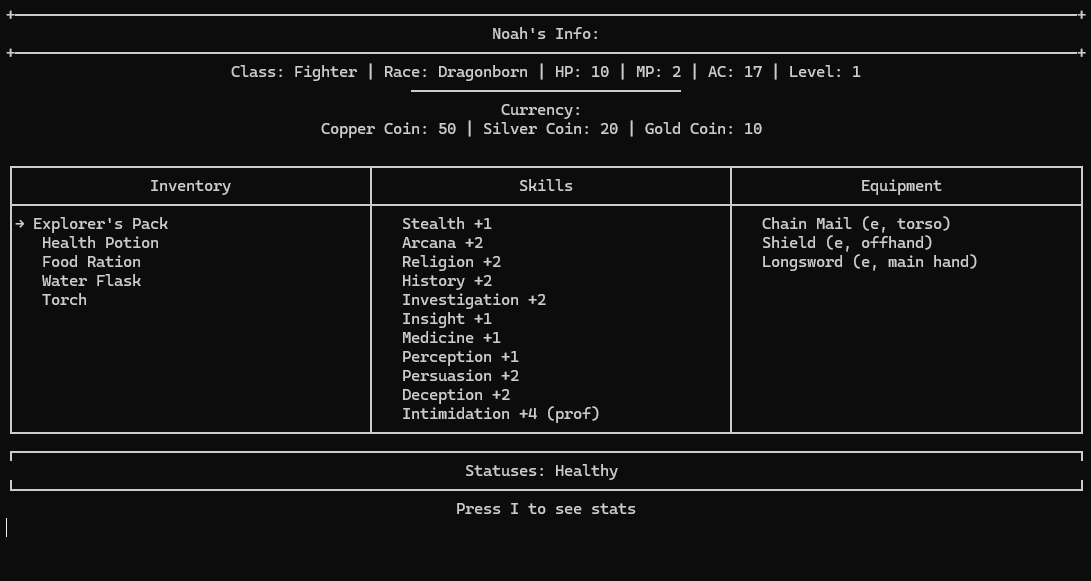 Noah's Info:
Class: Fighter | Race: Dragonborn | HP: 10 | MP: 2 | AC: 17 | Level: 1
Currency:
Copper Coin: 50 | Silver Coin: 20 | Gold Coin: 10
Inventory
→ Explorer's Pack
Health Potion
Food Ration
Water Flask
Torch
Skills
Stealth +1
Arcana +2
Religion +2
History +2
Investigation +2
Insight +1
Medicine +1
Perception +1
Persuasion +2
Deception +2
Intimidation +4 (prof)
Equipment
Chain Mail (e, torso)
Shield (e, offhand)
Longsword (e, main hand)
Statuses: Healthy
Press I to see stats